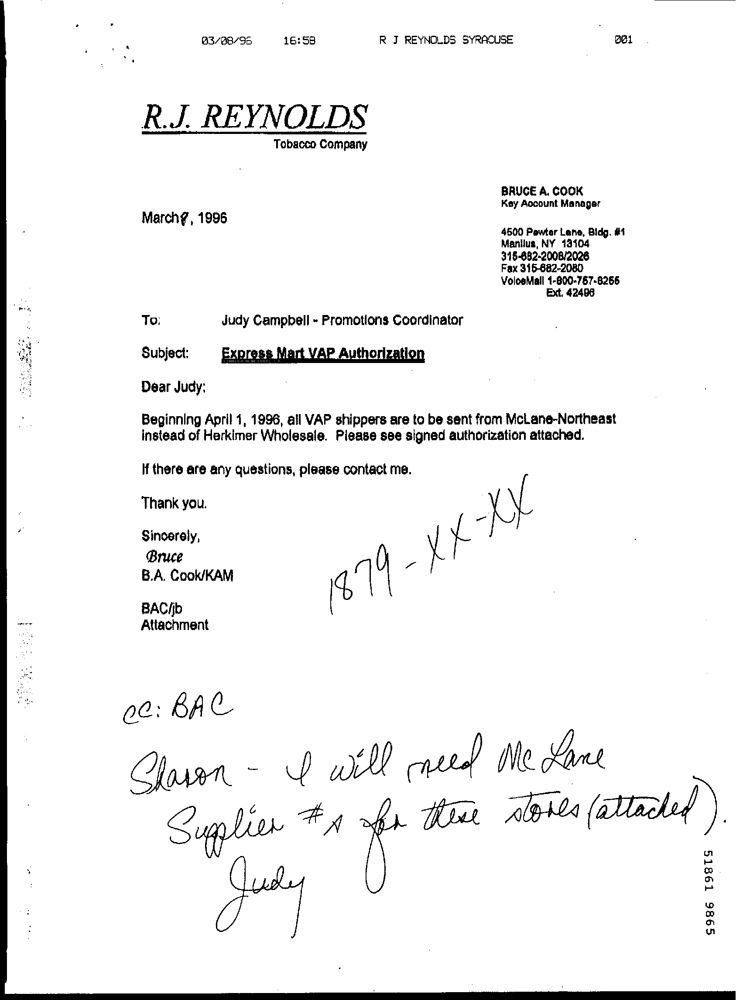 03/08/96 16:58 R J REYNOLDS SYRACUSE 001
R.J. REYNOLDS
Tobacco Company
BRUCE A. COOK
Key Account Manager
March 8, 1996
4600 Pewter Lane, Bldg. #1
Manlius, NY 13104
315-682-2008/2026
Fax 315-682-2080
VoiceMail 1-800-757-8255
Ext. 42496
To: Judy Campbell - Promotions Coordinator
Subject: Express Mart VAP Authorization
Dear Judy:
Beginning April 1, 1996, all VAP shippers are to be sent from McLane-Northeast
instead of Herkimer Wholesale. Please see signed authorization attached.
If there are any questions, please contact me.
Thank you.
Sincerely,
Bruce
B.A. Cook/KAM
1879-XX-XX
BAC/jb
Attachment
cc: BAC
Sharon - I will need McLane
Supplier #s for these stores (attached).
Judy
51861 9865